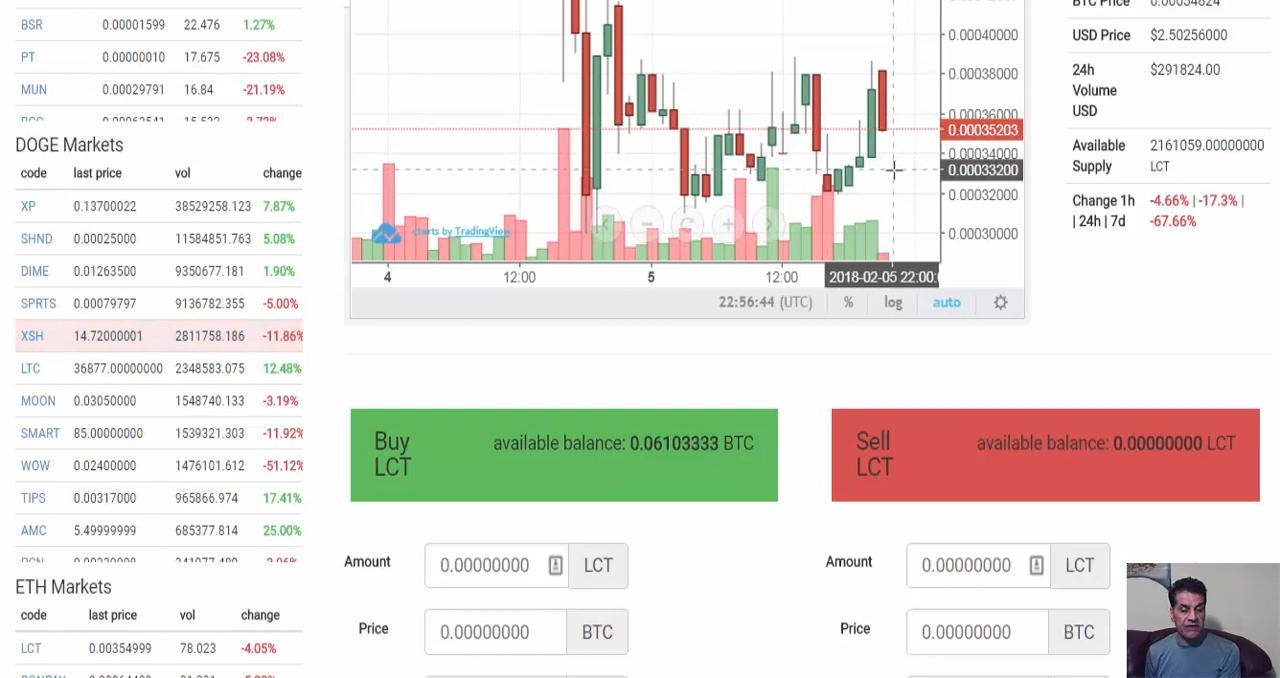 BSR 0.00001599 22.476 1.27%
PT 0.00000010 17.675 -23.08%
MUN 0.00029791 16.84 -21.19%
DOGE Markets
code last price vol change
XP 0.13700022 38529258.123 7.87%
SHND 0.00025000 11584851.763 5.08%
DIME 0.01263500 9350677.181 1.90%
SPRTS 0.00079797 9136782.355 -5.00%
XSH 14.72000001 2811758.186 -11.86%
LTC 36877.00000000 2348583.075 12.48%
MOON 0.03050000 1548740.133 -3.19%
SMART 85.00000000 1539321.303 -11.92%
WOW 0.02400000 1476101.612 -51.12%
TIPS 0.00317000 965866.974 17.41%
AMC 5.49999999 685377.814 25.00%
ETH Markets
code last price vol change
LCT 0.00354999 78.023 -4.05%
0.00040000
0.00038000
0.00036000
0.00035203
0.00034000
0.00033200
0.00032000
0.00030000
charts by TradingView
4 12:00 5 12:00 2018-02-05 22:00:
22:56:44 (UTC) % log auto
BTC Price 0.00034824
USD Price $2.50256000
24h Volume USD $291824.00
Available Supply 2161059.00000000 LCT
Change 1h | 24h | 7d -4.66% | -17.3% | -67.66%
Buy LCT available balance: 0.06103333 BTC
Amount 0.00000000 LCT
Price 0.00000000 BTC
Sell LCT available balance: 0.00000000 LCT
Amount 0.00000000 LCT
Price 0.00000000 BTC